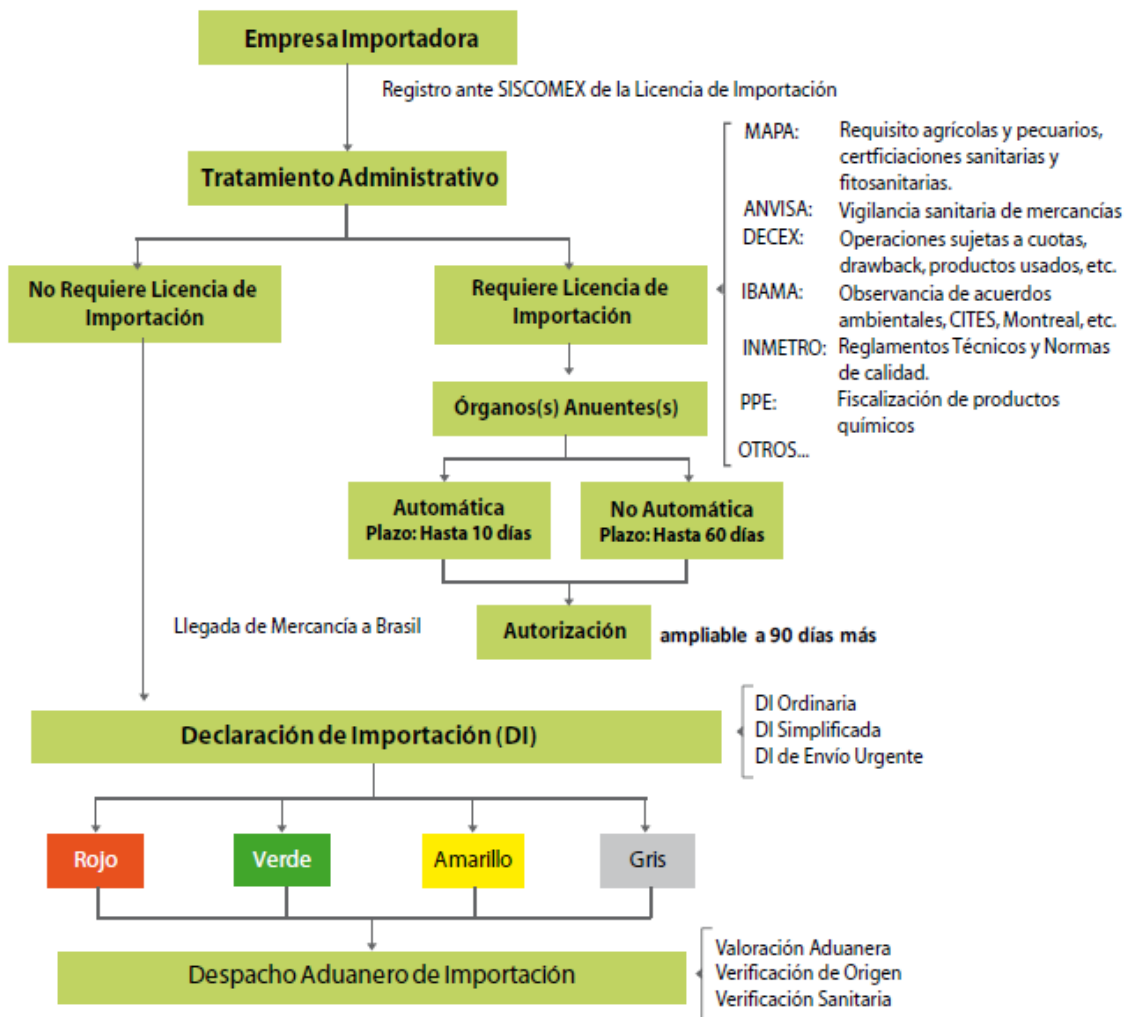 Empresa Importadora
Registro ante SISCOMEX de la Licencia de Importación
Tratamiento Administrativo
No Requiere Licencia de
Importación
Requiere Licencia de
Importación
MAPA: Requisito agrícolas y pecuarios,
certficiaciones sanitarias y
fitosanitarias.
ANVISA: Vigilancia sanitaria de mercancías
DECEX: Operaciones sujetas a cuotas,
drawback, productos usados, etc.
IBAMA: Observancia de acuerdos
ambientales, CITES, Montreal, etc.
INMETRO: Reglamentos Técnicos y Normas
de calidad.
PPE: Fiscalización de productos
químicos
OTROS...
Órganos(s) Anuentes(s)
Automática
Plazo: Hasta 10 días
No Automática
Plazo: Hasta 60 días
Autorización
ampliable a 90 días más
Llegada de Mercancía a Brasil
Declaración de Importación (DI)
DI Ordinaria
DI Simplificada
DI de Envío Urgente
Rojo
Verde
Amarillo
Gris
Despacho Aduanero de Importación
Valoración Aduanera
Verificación de Origen
Verificación Sanitaria